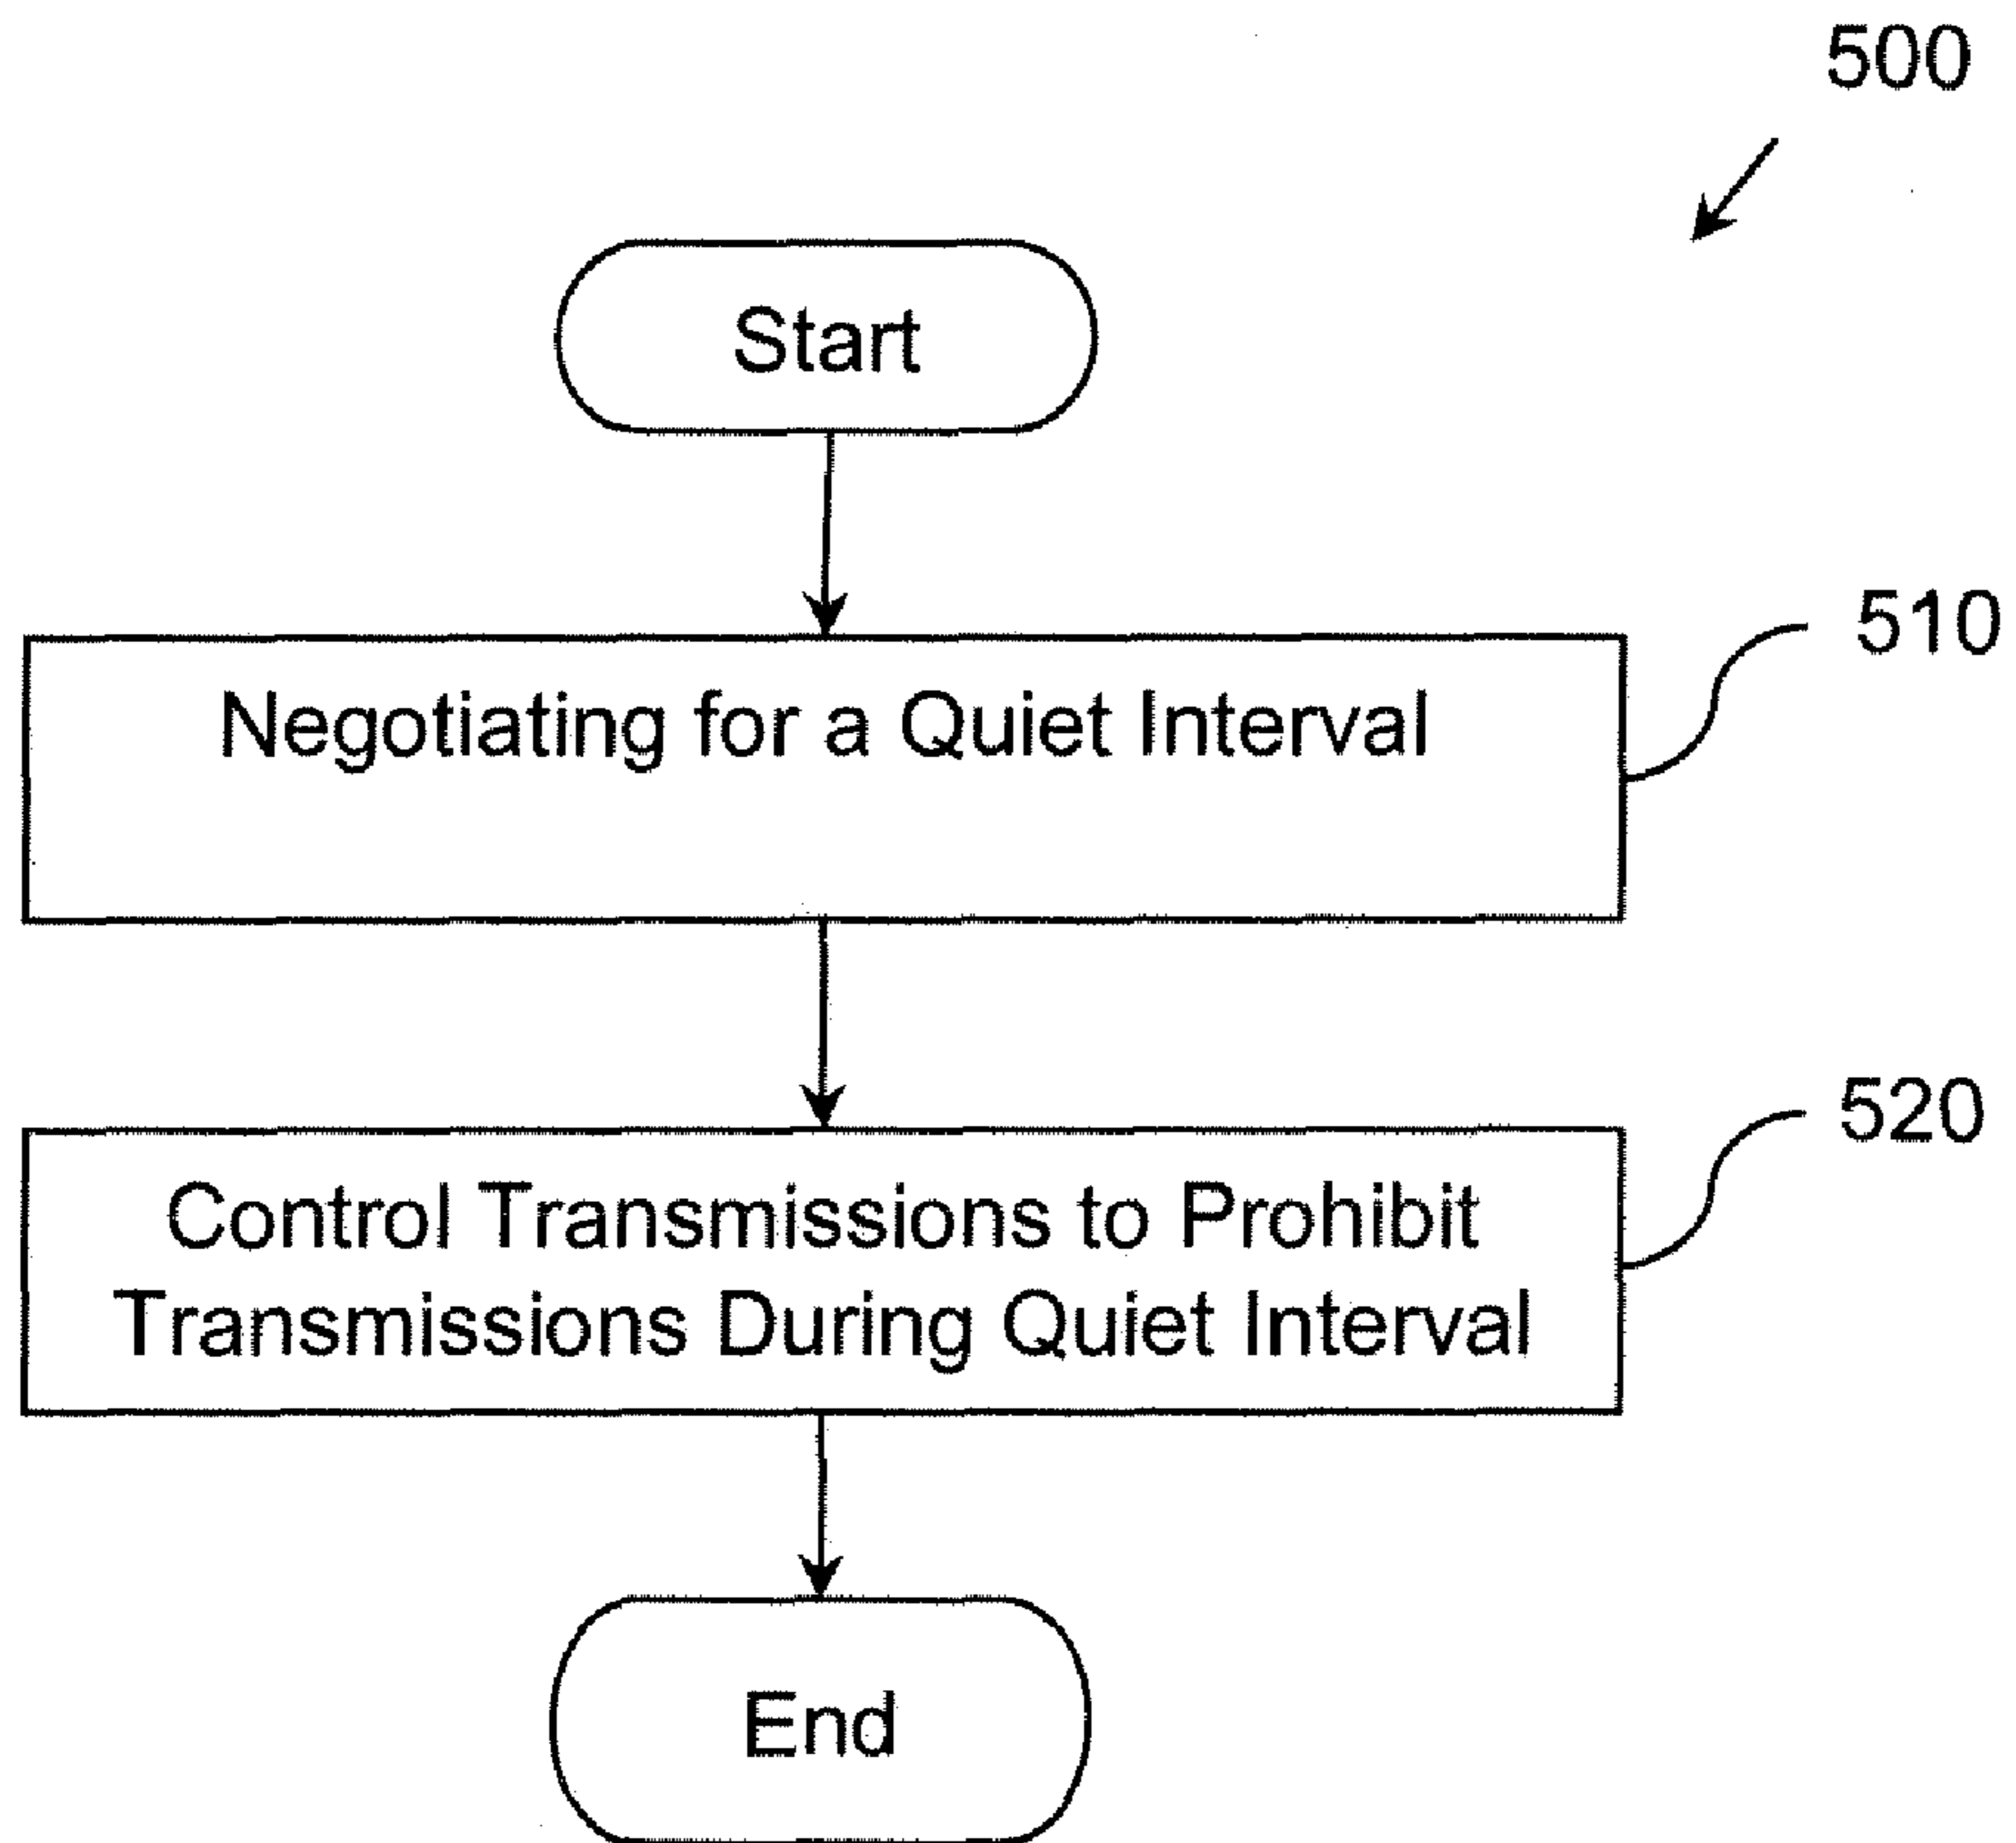 500
Start
Negotiating for a Quiet Interval
510
Control Transmissions to Prohibit
Transmissions During Quiet Interval
520
End